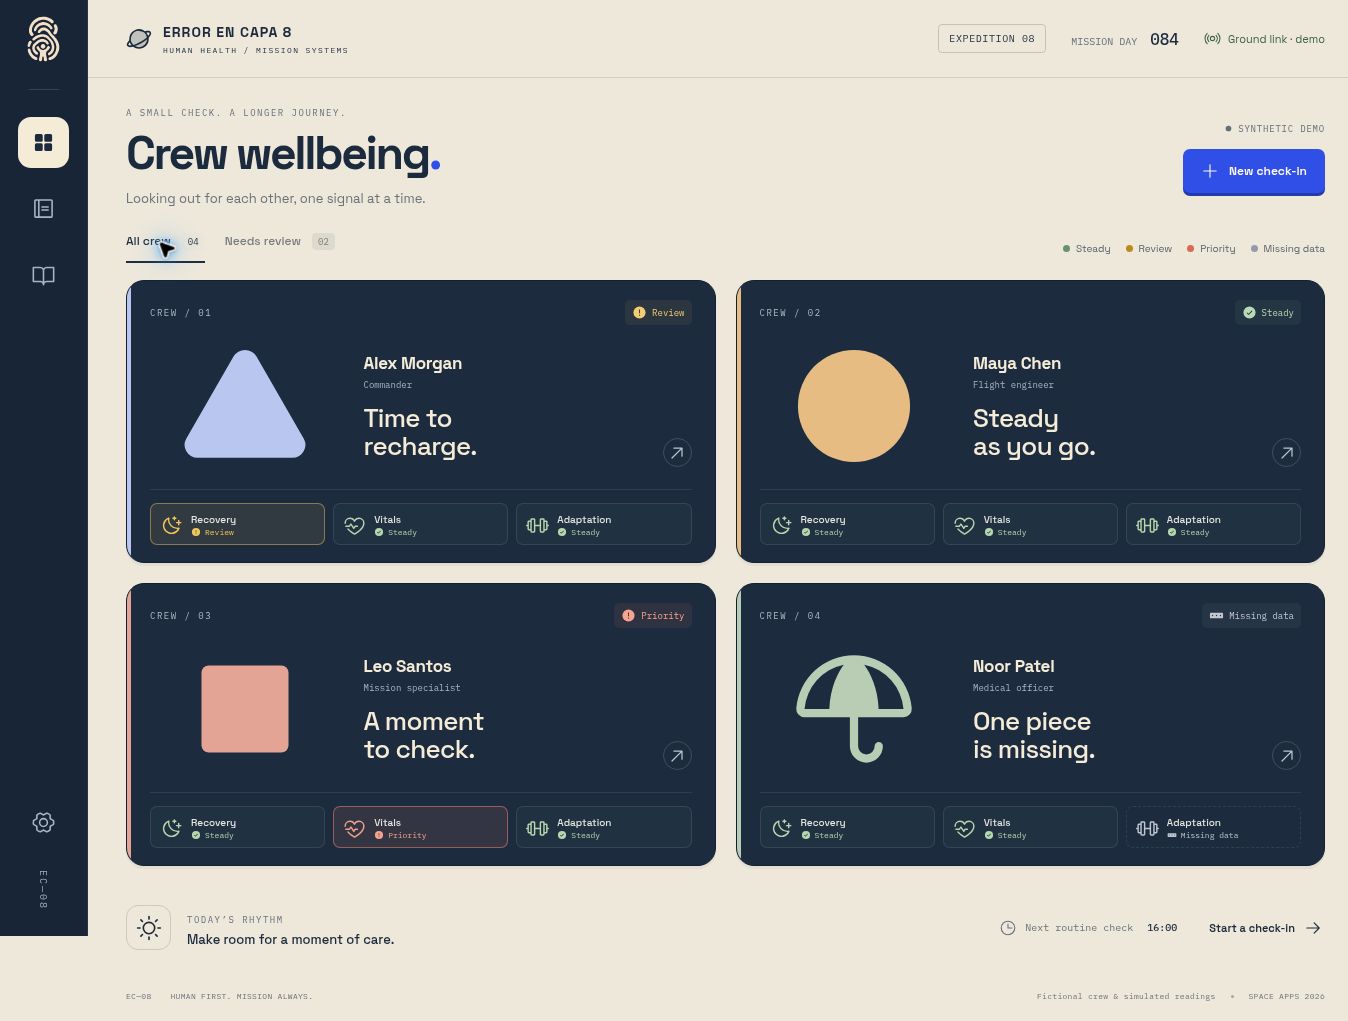 ERROR EN CAPA 8
HUMAN HEALTH / MISSION SYSTEMS
EXPEDITION 08
MISSION DAY 084
Ground link · demo
A SMALL CHECK. A LONGER JOURNEY.
Crew wellbeing.
Looking out for each other, one signal at a time.
SYNTHETIC DEMO
New check-in
All crew 04
Needs review 02
Steady
Review
Priority
Missing data
CREW / 01
Review
Alex Morgan
Commander
Time to
recharge.
Recovery
Review
Vitals
Steady
Adaptation
Steady
CREW / 02
Steady
Maya Chen
Flight engineer
Steady
as you go.
Recovery
Steady
Vitals
Steady
Adaptation
Steady
CREW / 03
Priority
Leo Santos
Mission specialist
A moment
to check.
Recovery
Steady
Vitals
Priority
Adaptation
Steady
CREW / 04
Missing data
Noor Patel
Medical officer
One piece
is missing.
Recovery
Steady
Vitals
Steady
Adaptation
Missing data
EC—08
TODAY'S RHYTHM
Make room for a moment of care.
Next routine check 16:00
Start a check-in
EC—08 HUMAN FIRST. MISSION ALWAYS.
Fictional crew & simulated readings • SPACE APPS 2026